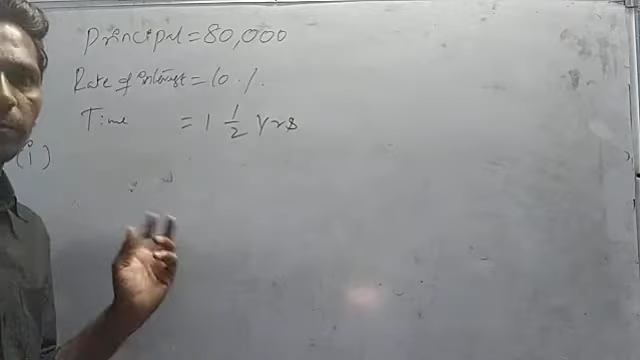 Principal = 80,000
Rate of interest = 10 %.
Time = 1 1/2 Yrs
(i)